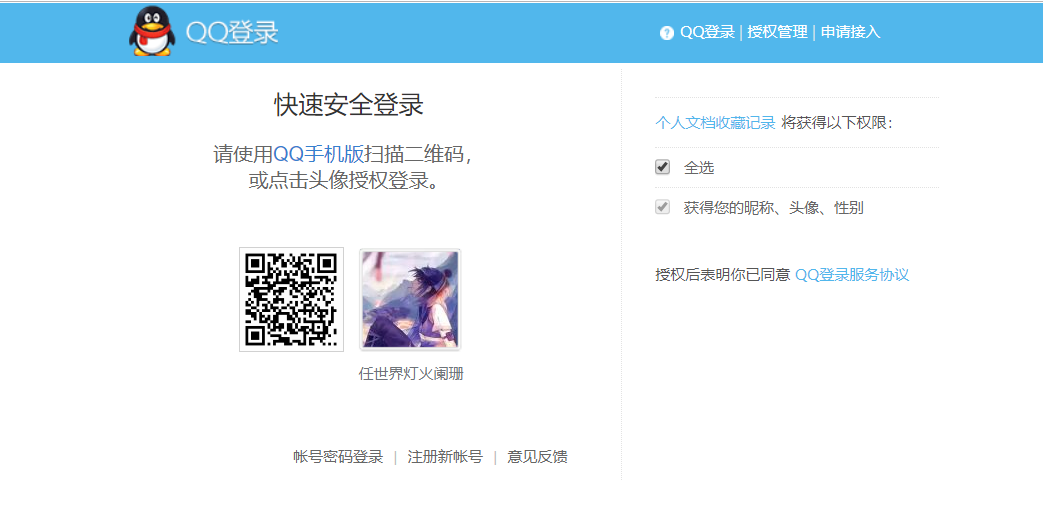 QQ登录
QQ登录 | 授权管理 | 申请接入
快速安全登录
请使用QQ手机版扫描二维码，
或点击头像授权登录。
任世界灯火阑珊
帐号密码登录 | 注册新帐号 | 意见反馈
个人文档收藏记录 将获得以下权限：
全选
获得您的昵称、头像、性别
授权后表明你已同意 QQ登录服务协议